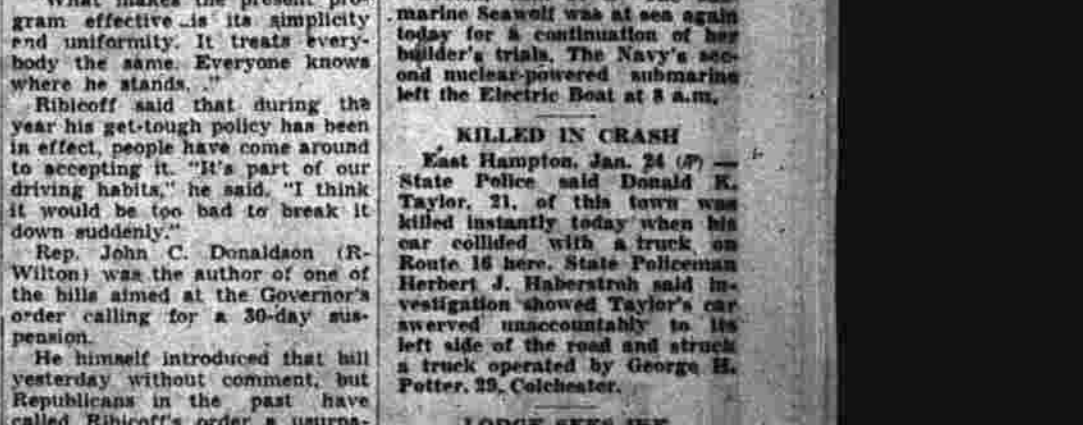 "What makes the present pro-
gram effective is its simplicity
and uniformity. It treats every-
body the same. Everyone knows
where he stands. ."
Ribicoff said that during the
year his get-tough policy has been
in effect, people have come around
to accepting it. "It's part of our
driving habits," he said. "I think
it would be too bad to break it
down suddenly."
Rep. John C. Donaldson (R-
Wilton) was the author of one of
the bills aimed at the Governor's
order calling for a 30-day sus-
pension.
He himself introduced that bill
yesterday without comment, but
Republicans in the past have
called Ribicoff's order a usurpa-
marine Seawolf was at sea again
today for a continuation of her
builder's trials. The Navy's sec-
ond nuclear-powered submarine
left the Electric Boat at 8 a.m.
KILLED IN CRASH
East Hampton, Jan. 24 (AP) —
State Police said Donald K.
Taylor, 21, of this town was
killed instantly today when his
car collided with a truck on
Route 16 here. State Policeman
Herbert J. Haberstroh said in-
vestigation showed Taylor's car
swerved unaccountably to its
left side of the road and struck
a truck operated by George H.
Potter, 29, Colchester.
LODGE SEES